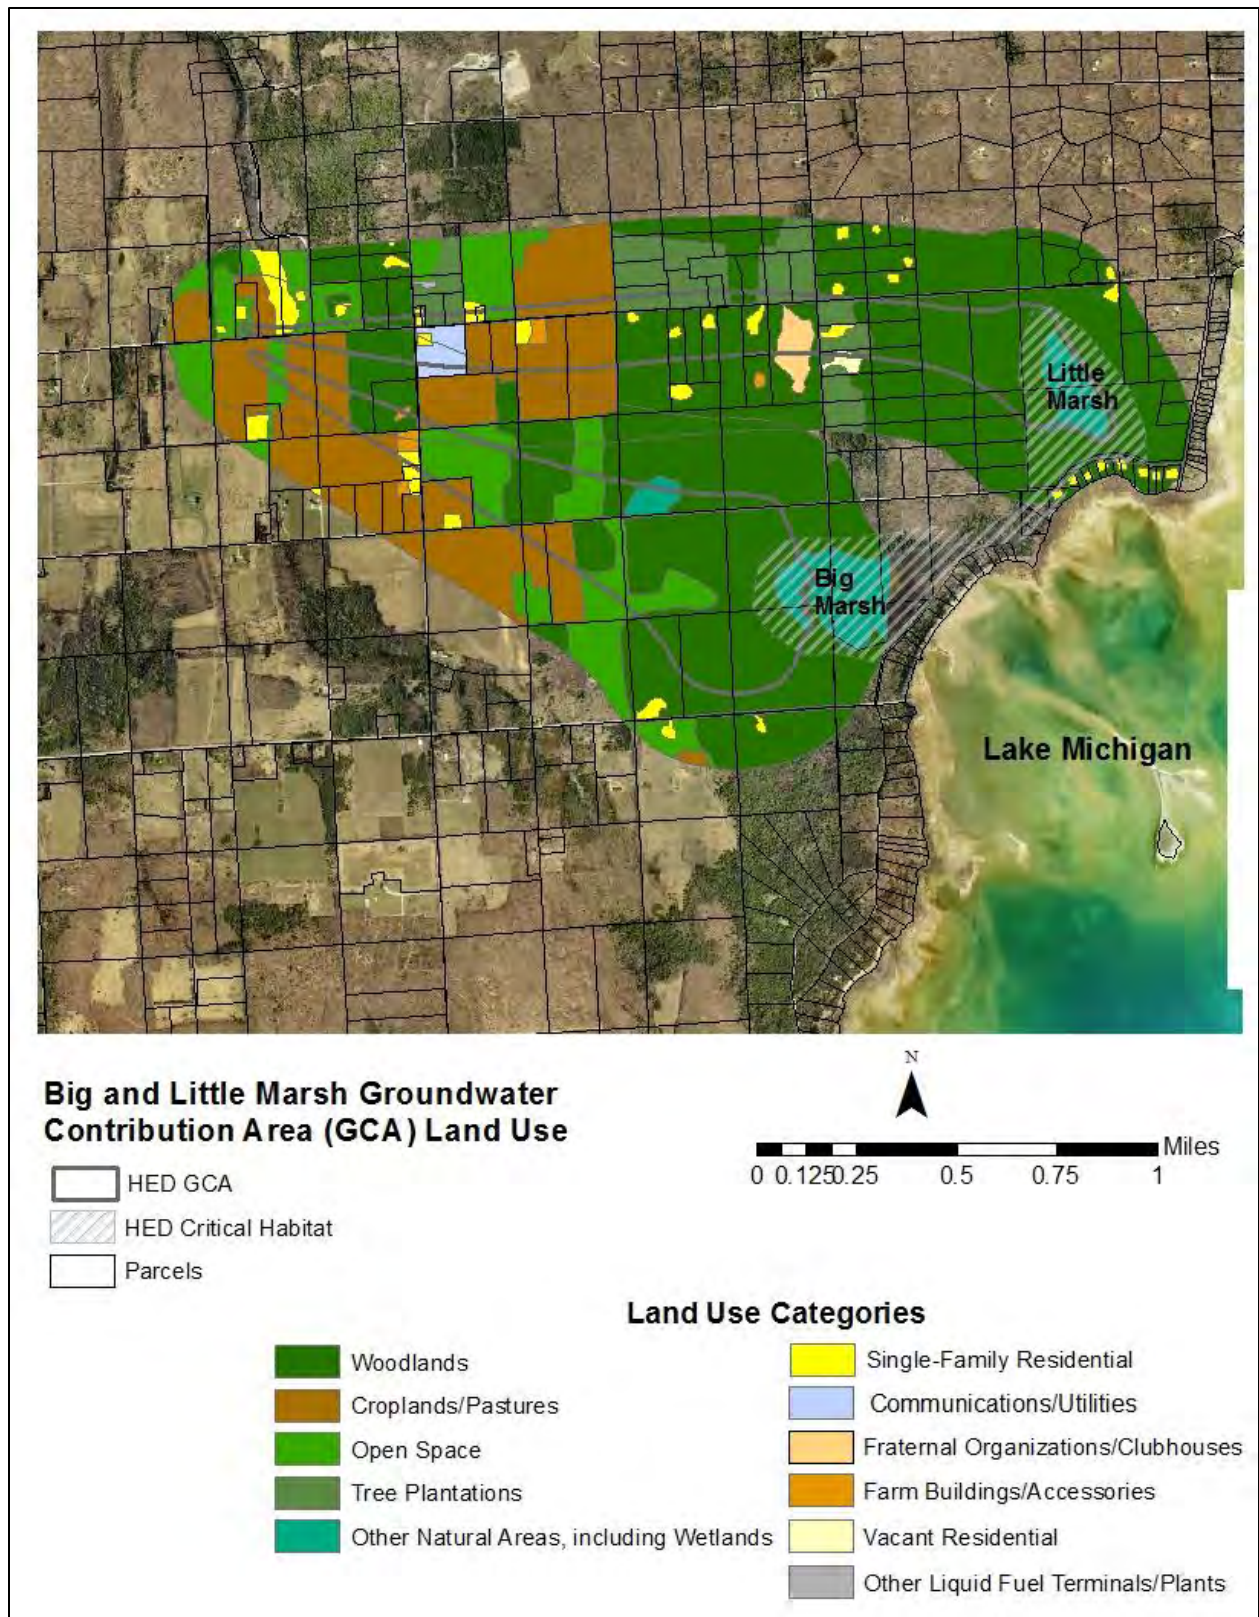 Little
Marsh
Big
Marsh
Lake Michigan
N
Big and Little Marsh Groundwater
Contribution Area (GCA) Land Use
HED GCA
HED Critical Habitat
Parcels
Miles
0 0.1250.25 0.5 0.75 1
Land Use Categories
Woodlands
Croplands/Pastures
Open Space
Tree Plantations
Other Natural Areas, including Wetlands
Single-Family Residential
Communications/Utilities
Fraternal Organizations/Clubhouses
Farm Buildings/Accessories
Vacant Residential
Other Liquid Fuel Terminals/Plants